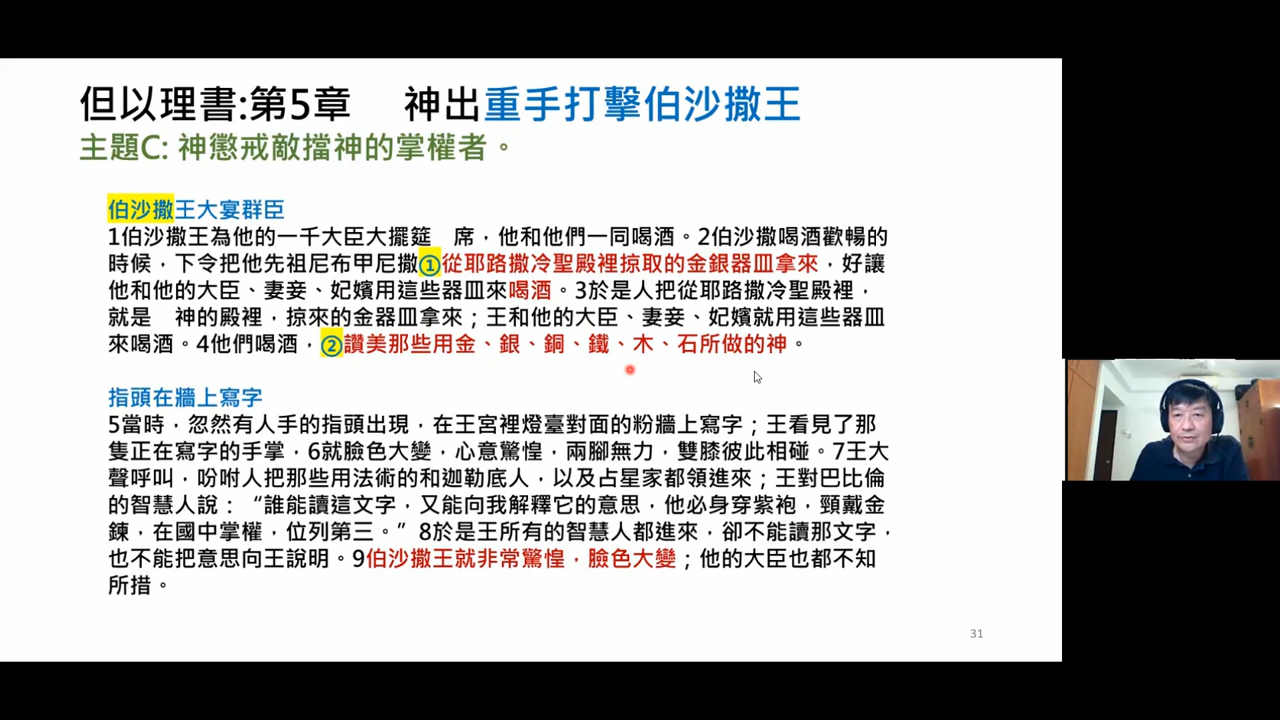 但以理書:第5章　神出重手打擊伯沙撒王
主題C: 神懲戒敵擋神的掌權者。
伯沙撒王大宴群臣
1伯沙撒王為他的一千大臣大擺筵　席，他和他們一同喝酒。2伯沙撒喝酒歡暢的
時候，下令把他先祖尼布甲尼撒①從耶路撒冷聖殿裡掠取的金銀器皿拿來，好讓
他和他的大臣、妻妾、妃嬪用這些器皿來喝酒。3於是人把從耶路撒冷聖殿裡，
就是　神的殿裡，掠來的金器皿拿來；王和他的大臣、妻妾、妃嬪就用這些器皿
來喝酒。4他們喝酒，②讚美那些用金、銀、銅、鐵、木、石所做的神。
指頭在牆上寫字
5當時，忽然有人手的指頭出現，在王宮裡燈臺對面的粉牆上寫字；王看見了那
隻正在寫字的手掌，6就臉色大變，心意驚惶，兩腳無力，雙膝彼此相碰。7王大
聲呼叫，吩咐人把那些用法術的和迦勒底人，以及占星家都領進來；王對巴比倫
的智慧人說：“誰能讀這文字，又能向我解釋它的意思，他必身穿紫袍，頸戴金
鍊，在國中掌權，位列第三。”8於是王所有的智慧人都進來，卻不能讀那文字，
也不能把意思向王說明。9伯沙撒王就非常驚惶，臉色大變；他的大臣也都不知
所措。
31